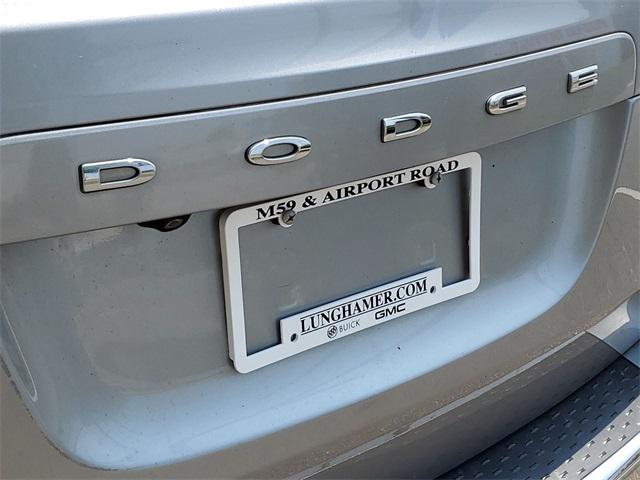 DODGE
M59 & AIRPORT ROAD
LUNGHAMER.COM
BUICK GMC